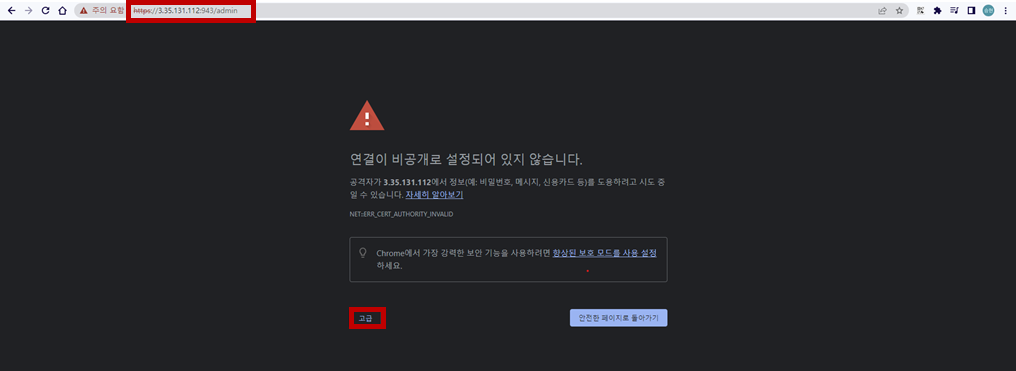 주의 요함 https://3.35.131.112:943/admin
연결이 비공개로 설정되어 있지 않습니다.
공격자가 3.35.131.112에서 정보(예: 비밀번호, 메시지, 신용카드 등)를 도용하려고 시도 중
일 수 있습니다. 자세히 알아보기
NET::ERR_CERT_AUTHORITY_INVALID
Chrome에서 가장 강력한 보안 기능을 사용하려면 향상된 보호 모드를 사용 설정
하세요.
고급 안전한 페이지로 돌아가기